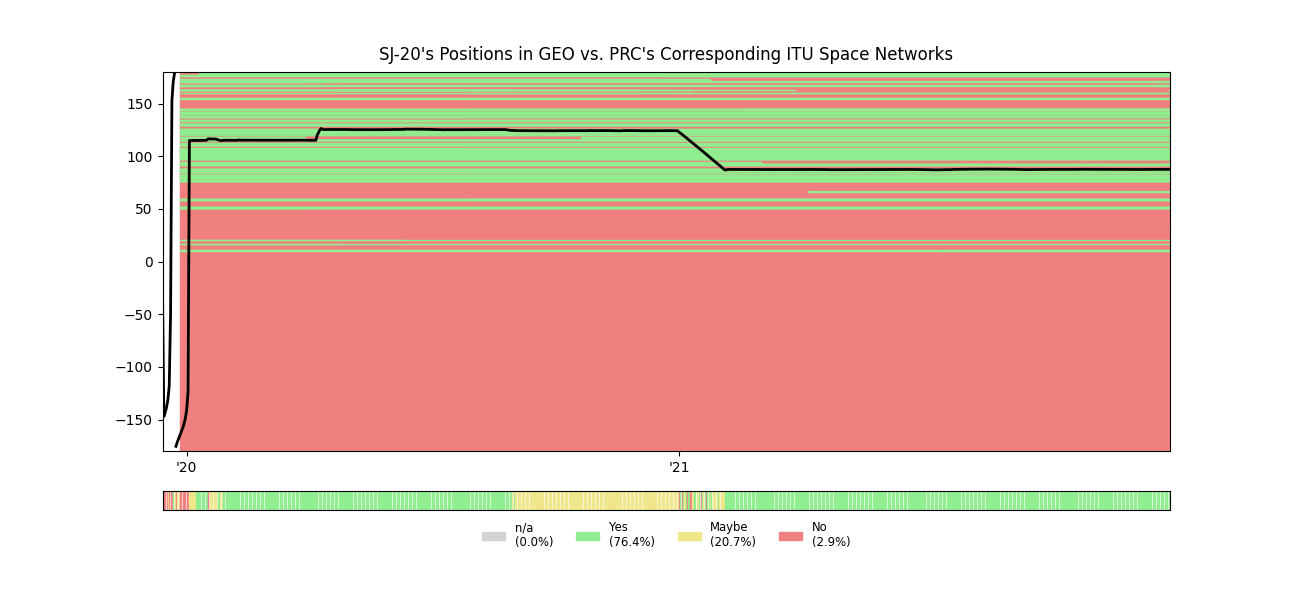 SJ-20's Positions in GEO vs. PRC's Corresponding ITU Space Networks
150
100
50
0
−50
−100
−150
'20 '21
n/a Yes Maybe No
(0.0%) (76.4%) (20.7%) (2.9%)